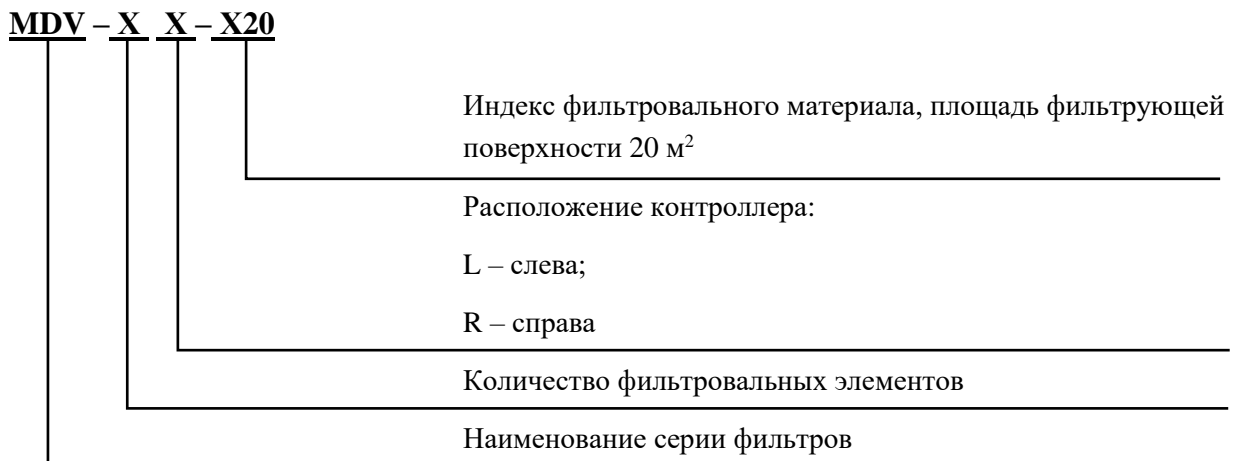 MDV – X X – X20
Индекс фильтровального материала, площадь фильтрующей
поверхности 20 м²
Расположение контроллера:
L – слева;
R – справа
Количество фильтровальных элементов
Наименование серии фильтров